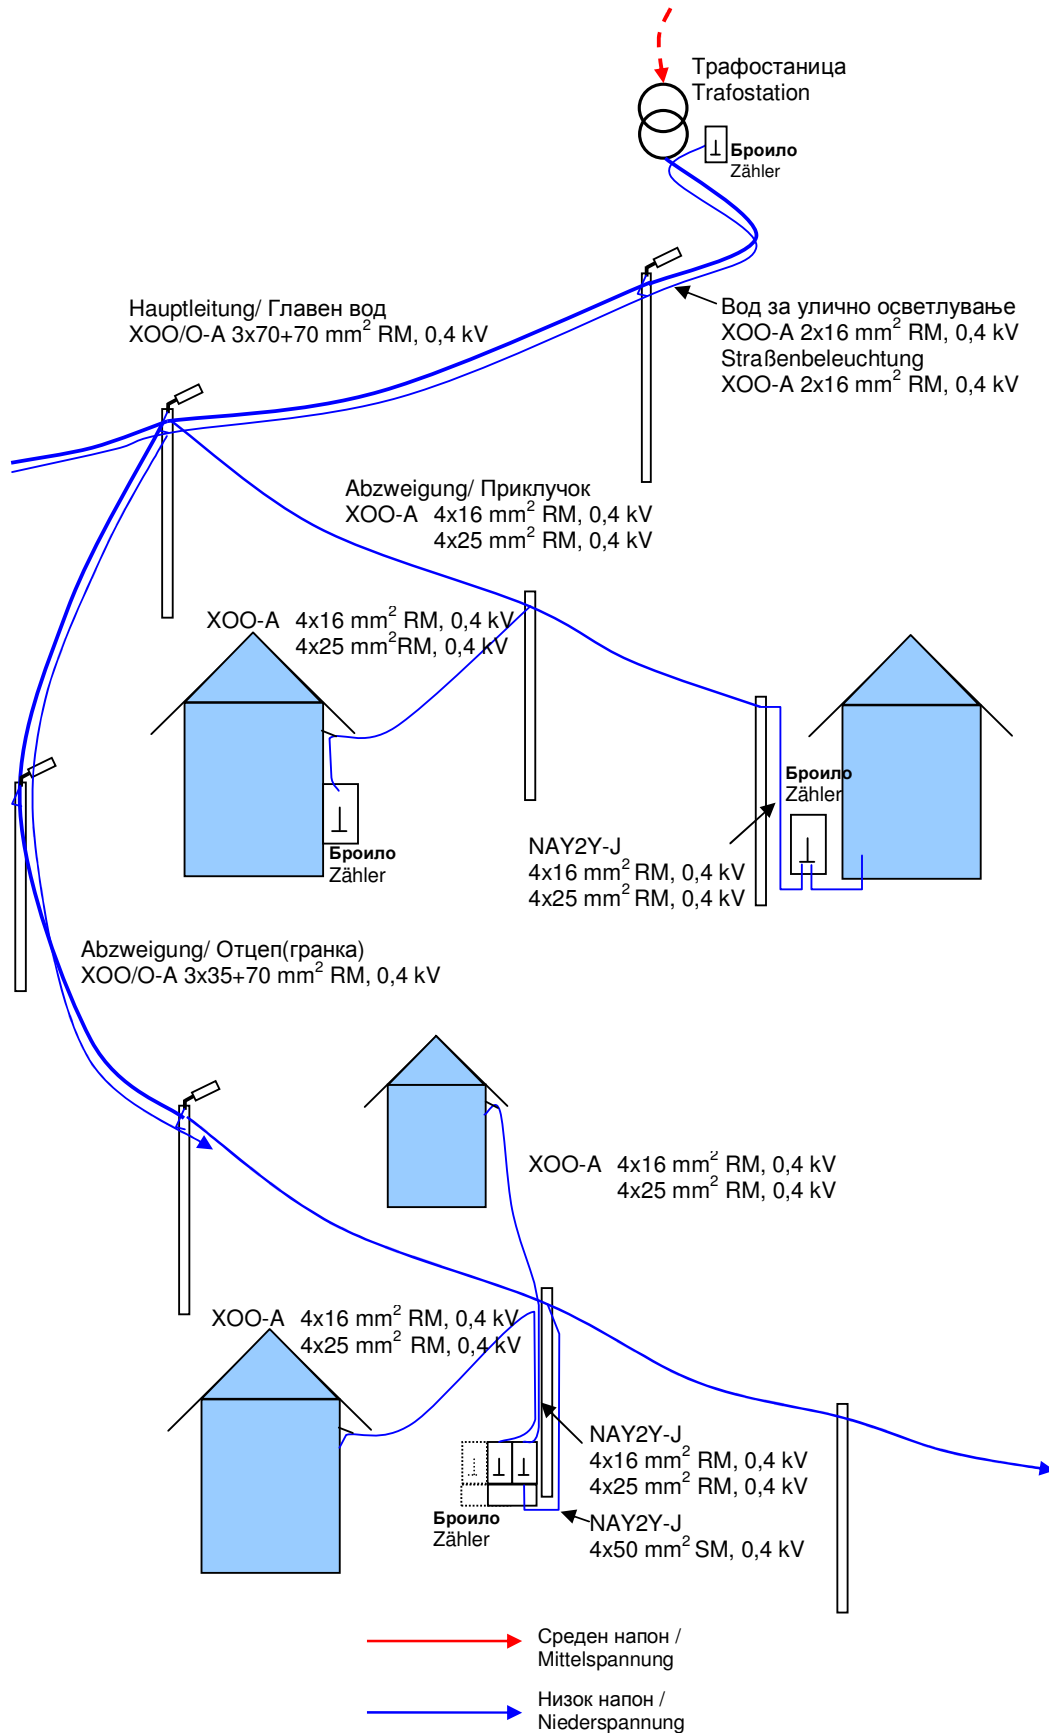 Трафостаница
Trafostation
Броило
Zähler
Hauptleitung/ Главен вод
XOO/O-A 3x70+70 mm² RM, 0,4 kV
Вод за улично осветлување
XOO-A 2x16 mm² RM, 0,4 kV
Straßenbeleuchtung
XOO-A 2x16 mm² RM, 0,4 kV
Abzweigung/ Приклучок
XOO-A 4x16 mm² RM, 0,4 kV
4x25 mm² RM, 0,4 kV
XOO-A 4x16 mm² RM, 0,4 kV
4x25 mm² RM, 0,4 kV
Броило
Zähler
Броило
Zähler
NAY2Y-J
4x16 mm² RM, 0,4 kV
4x25 mm² RM, 0,4 kV
Abzweigung/ Отцеп(гранка)
XOO/O-A 3x35+70 mm² RM, 0,4 kV
XOO-A 4x16 mm² RM, 0,4 kV
4x25 mm² RM, 0,4 kV
XOO-A 4x16 mm² RM, 0,4 kV
4x25 mm² RM, 0,4 kV
NAY2Y-J
4x16 mm² RM, 0,4 kV
4x25 mm² RM, 0,4 kV
Броило
Zähler
NAY2Y-J
4x50 mm² SM, 0,4 kV
Среден напон /
Mittelspannung
Низок напон /
Niederspannung